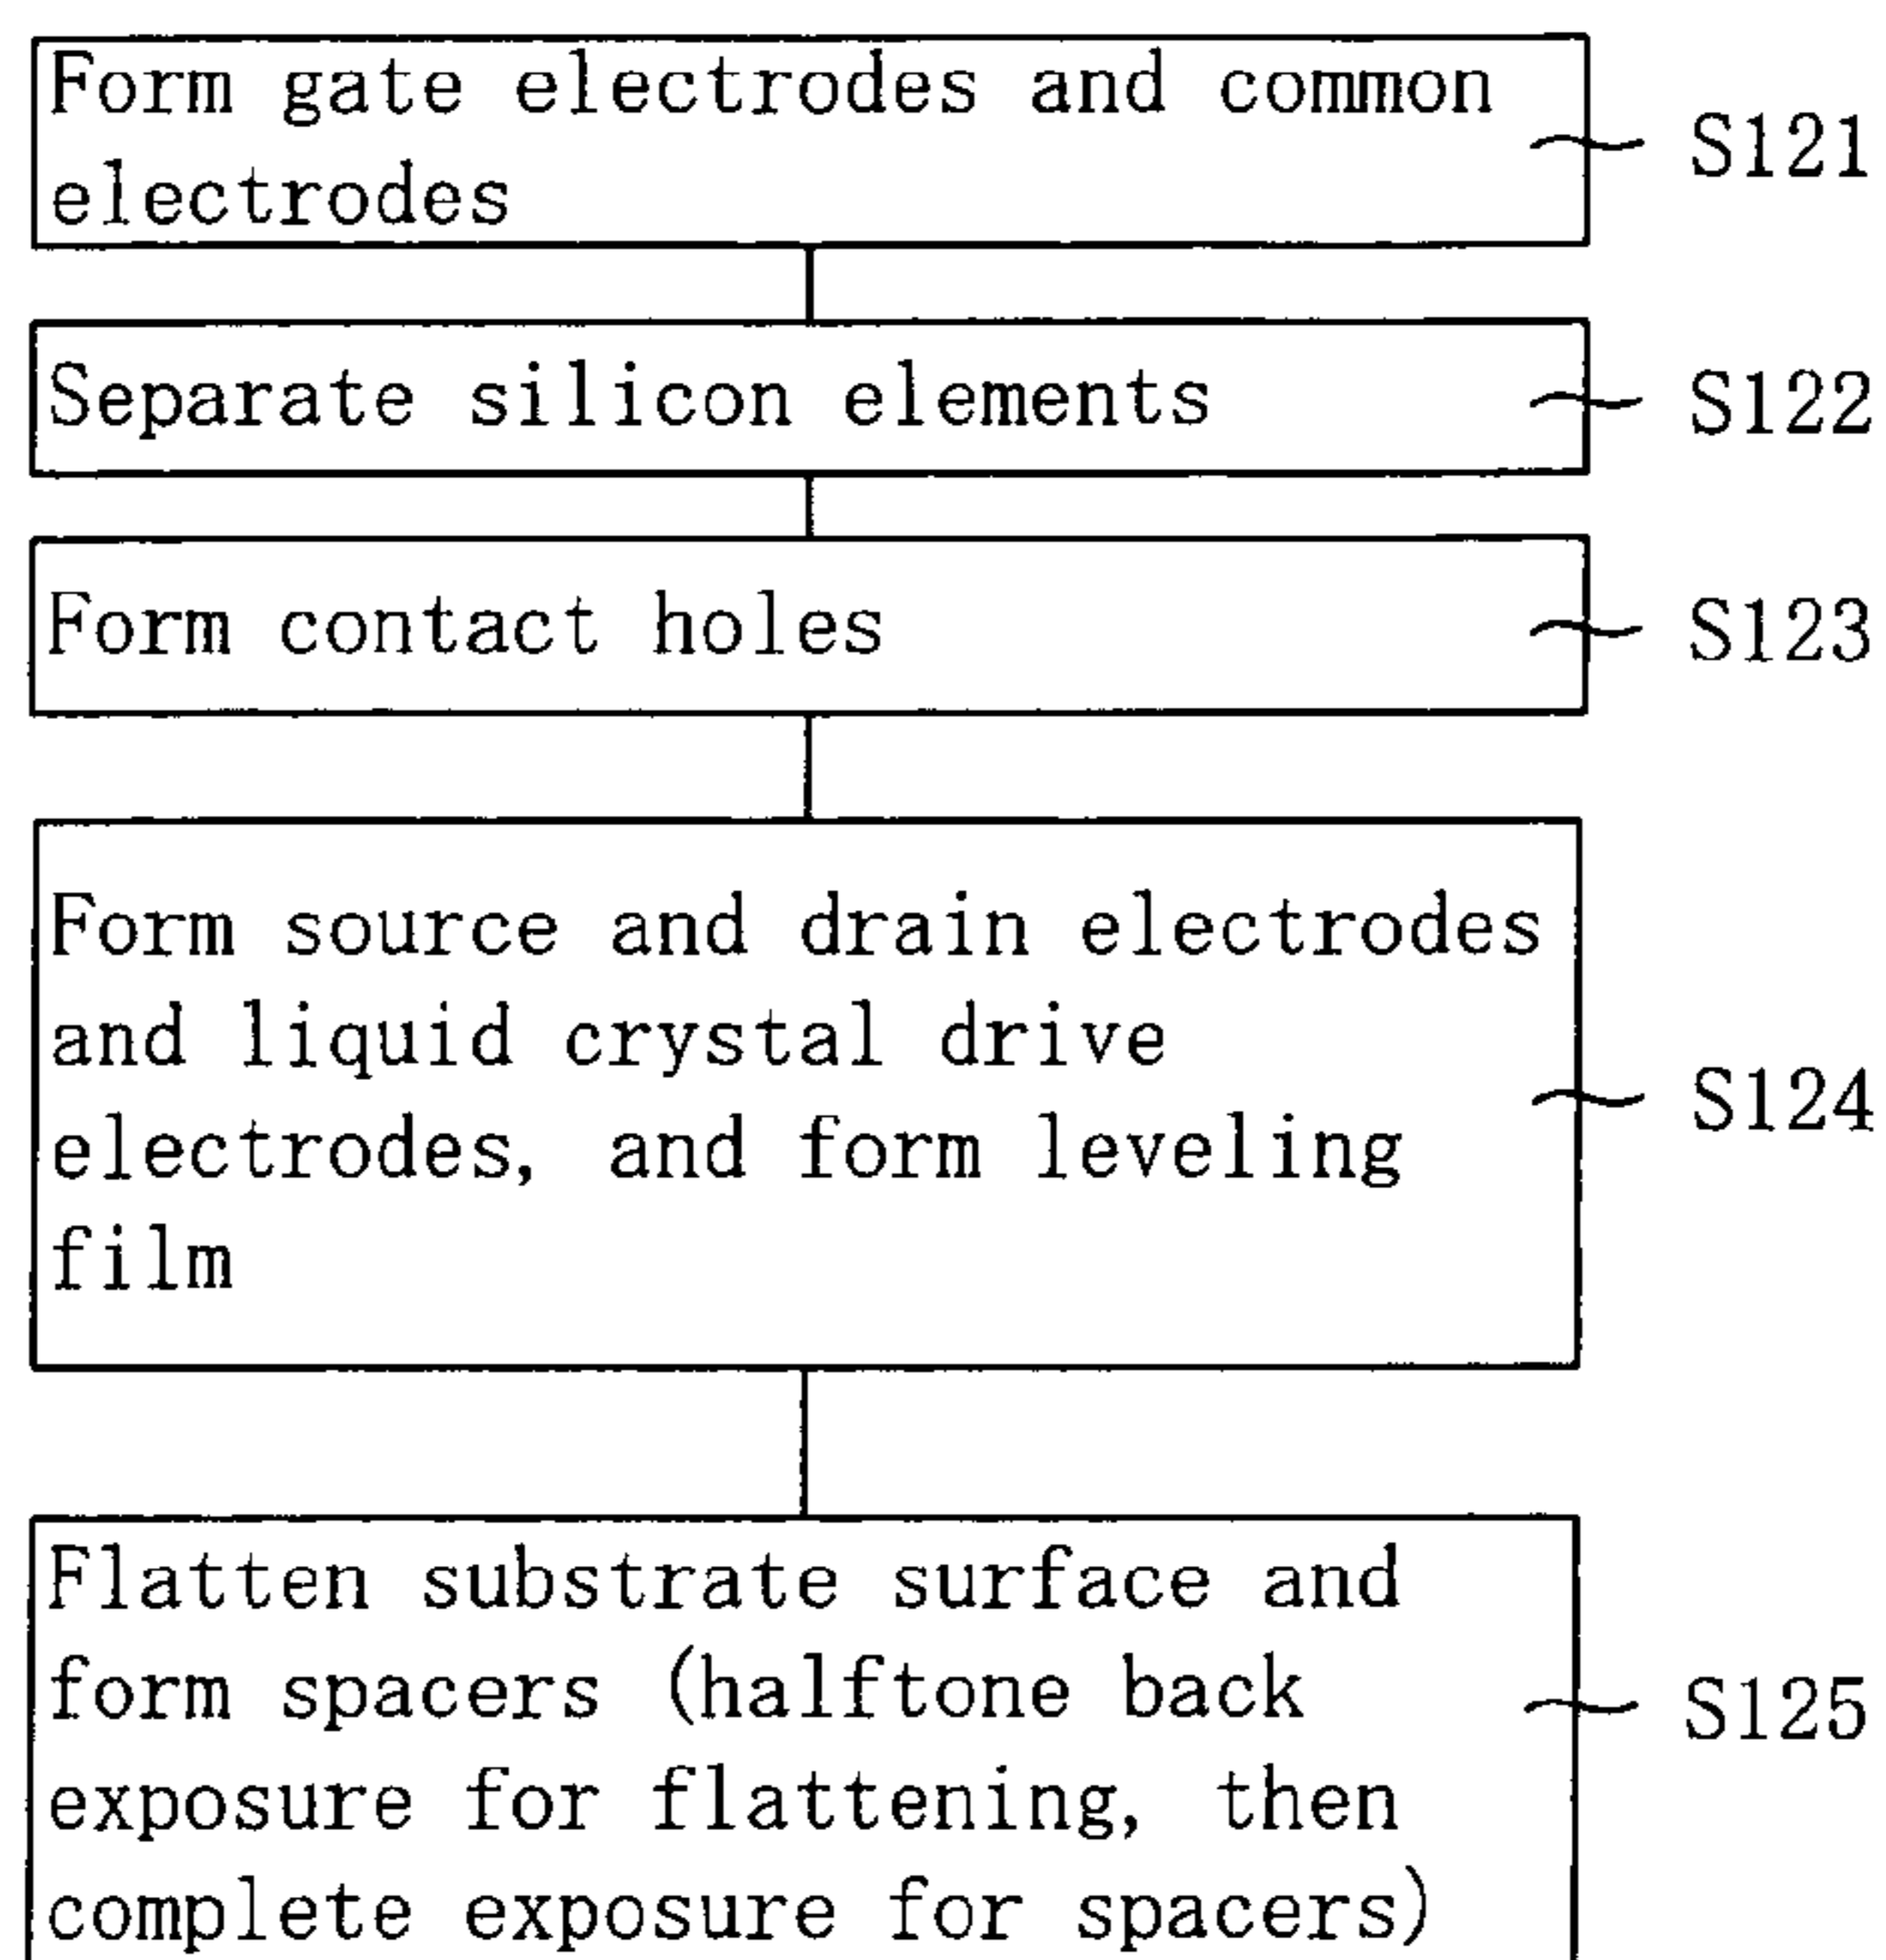 Form gate electrodes and common
electrodes
S121
Separate silicon elements
S122
Form contact holes
S123
Form source and drain electrodes
and liquid crystal drive
electrodes, and form leveling
film
S124
Flatten substrate surface and
form spacers (halftone back
exposure for flattening, then
complete exposure for spacers)
S125